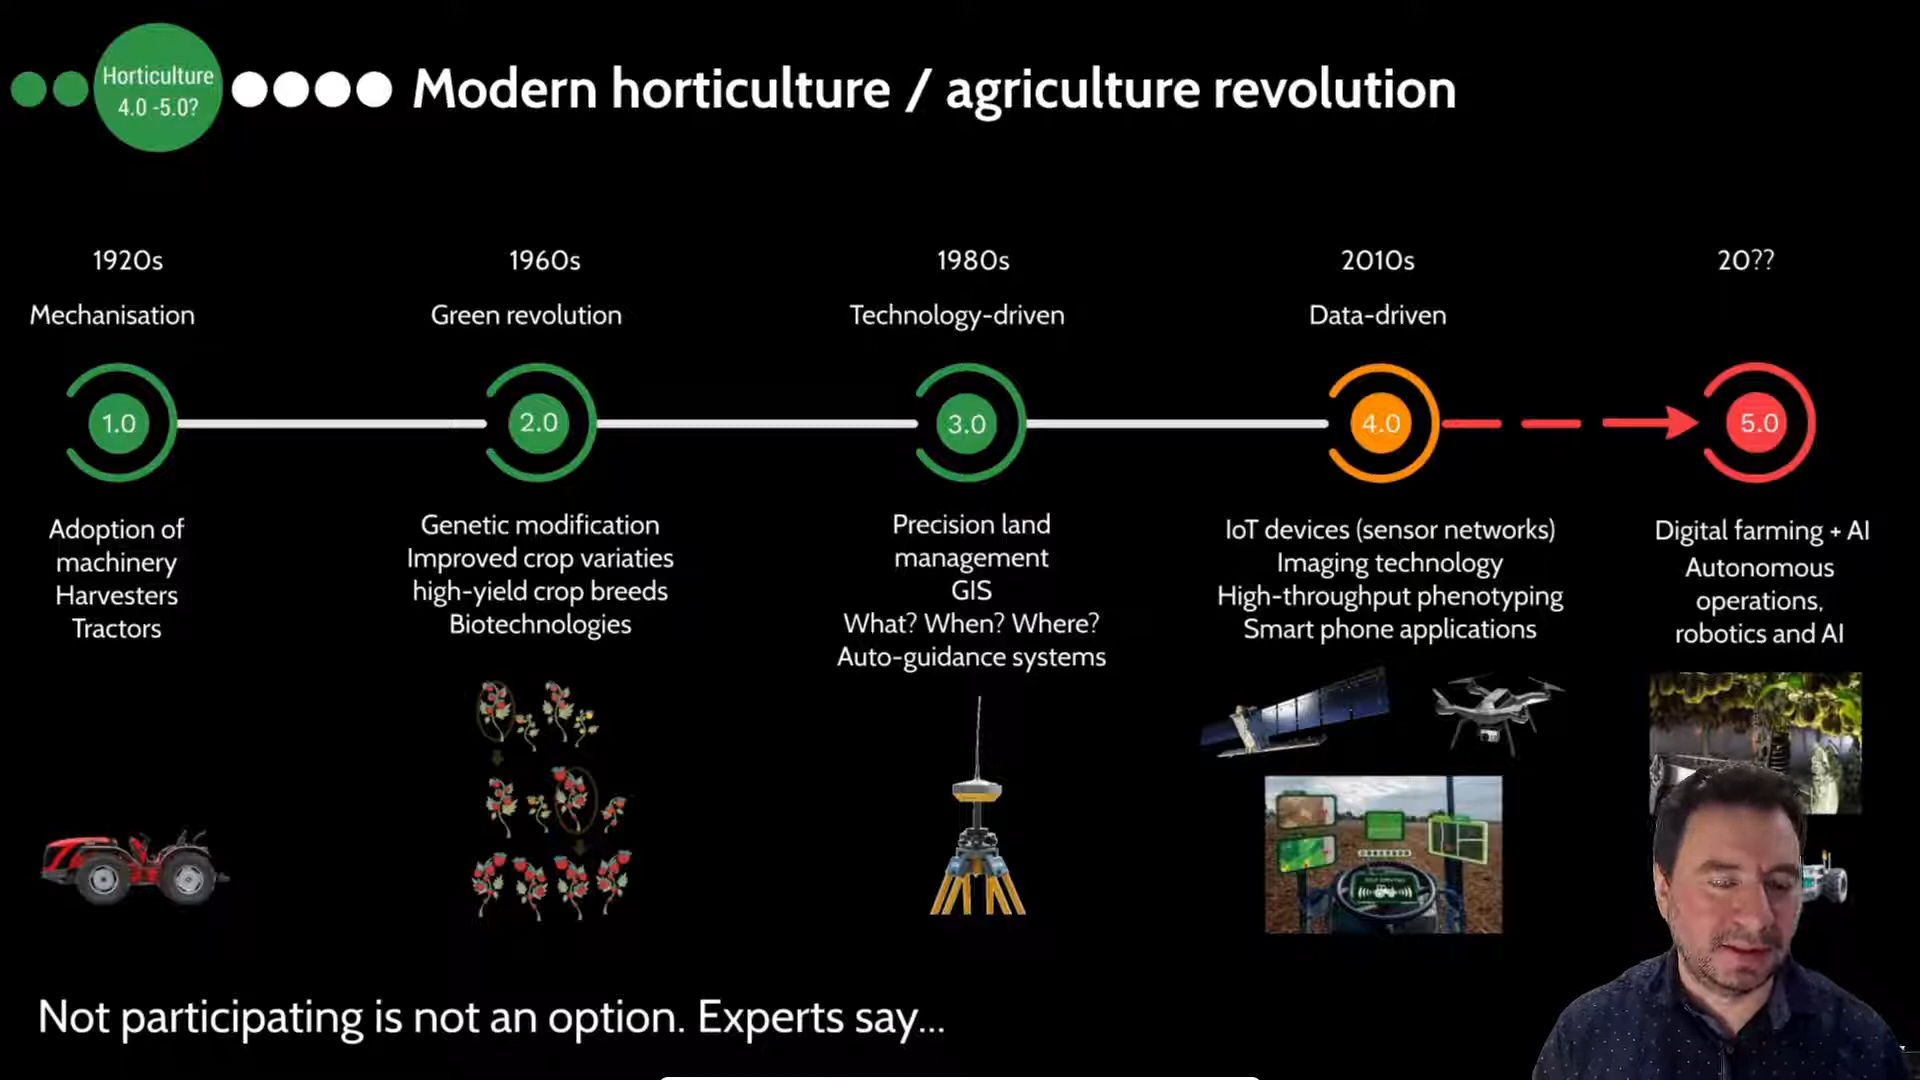 Horticulture
4.0 -5.0?
Modern horticulture / agriculture revolution
1920s
Mechanisation
1.0
Adoption of
machinery
Harvesters
Tractors
1960s
Green revolution
2.0
Genetic modification
Improved crop variaties
high-yield crop breeds
Biotechnologies
1980s
Technology-driven
3.0
Precision land
management
GIS
What? When? Where?
Auto-guidance systems
2010s
Data-driven
4.0
IoT devices (sensor networks)
Imaging technology
High-throughput phenotyping
Smart phone applications
20??
5.0
Digital farming + AI
Autonomous
operations,
robotics and AI
Not participating is not an option. Experts say...